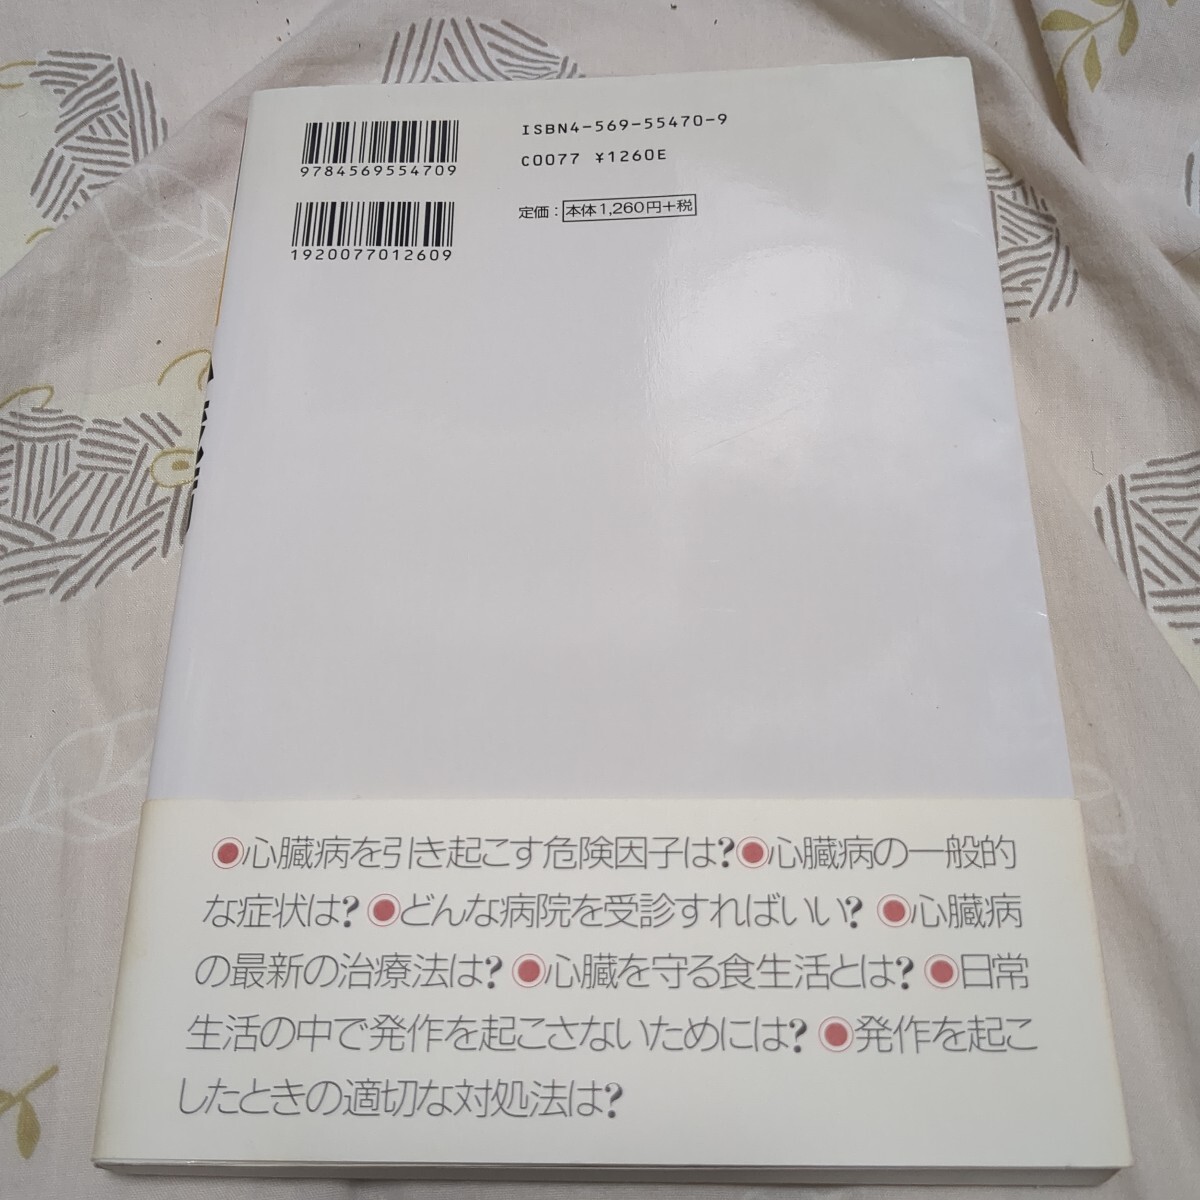 ISBN4-569-55470-9
9784569554709
C0077 ¥1260E
定価：本体1,260円+税
1920077012609
◉心臓病を引き起こす危険因子は?◉心臓病の一般的
な症状は?◉どんな病院を受診すればいい?◉心臓病
の最新の治療法は?◉心臓を守る食生活とは?◉日常
生活の中で発作を起こさないためには?◉発作を起こ
したときの適切な対処法は?